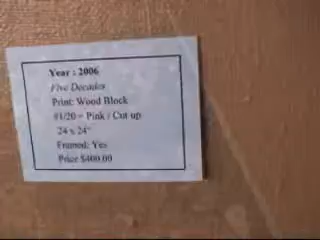 Year : 2006
Five Decades
Print: Wood Block
#1/20 = Pink / Cut up
24 x 24"
Framed: Yes
Price $400.00